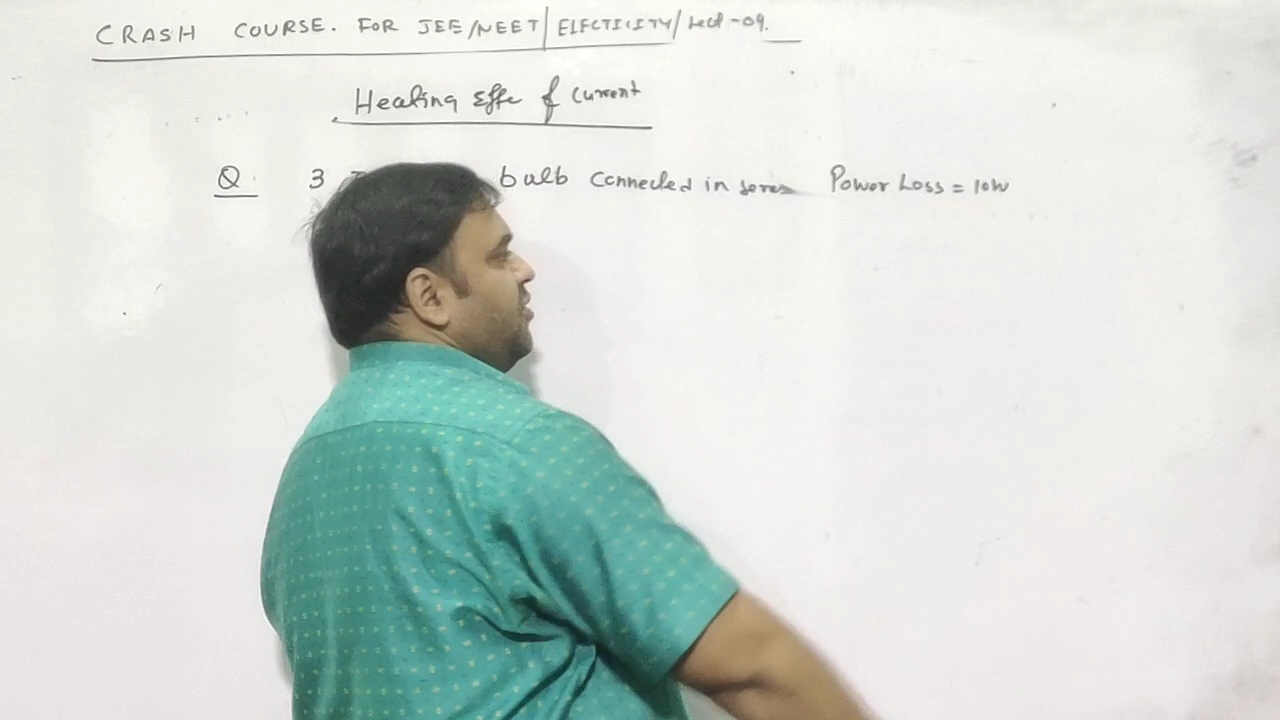 CRASH COURSE. FOR JEE/NEET/ELECTICITY/Lect-09.
Heating Effe of Current
Q. 3 bulb Connected in series Power Loss = 10W